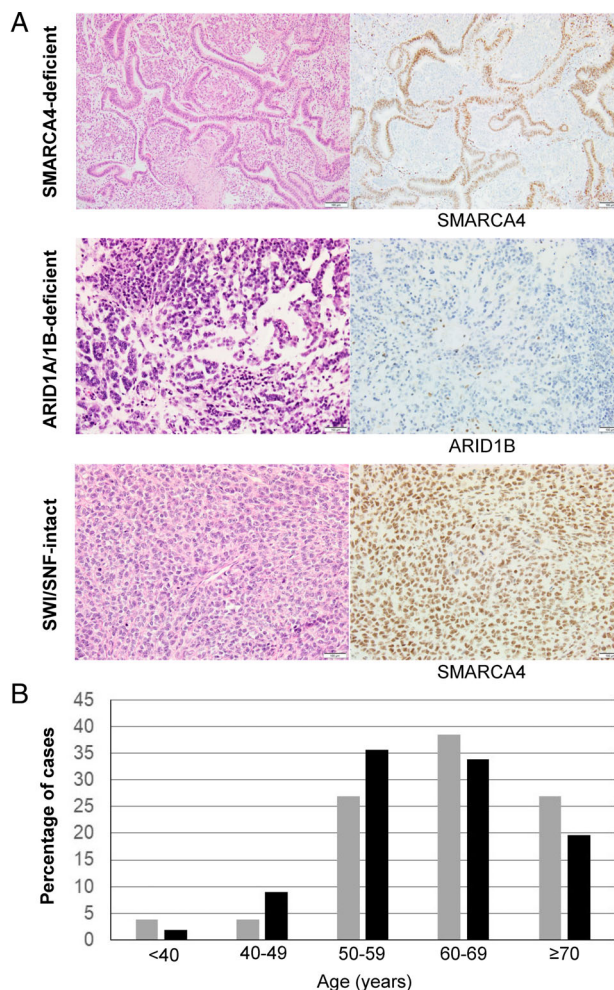 A
SMARCA4-deficient
SMARCA4
ARID1A/1B-deficient
ARID1B
SWI/SNF-intact
SMARCA4
B
Percentage of cases
45
40
35
30
25
20
15
10
5
0
<40 40-49 50-59 60-69 ≥70
Age (years)